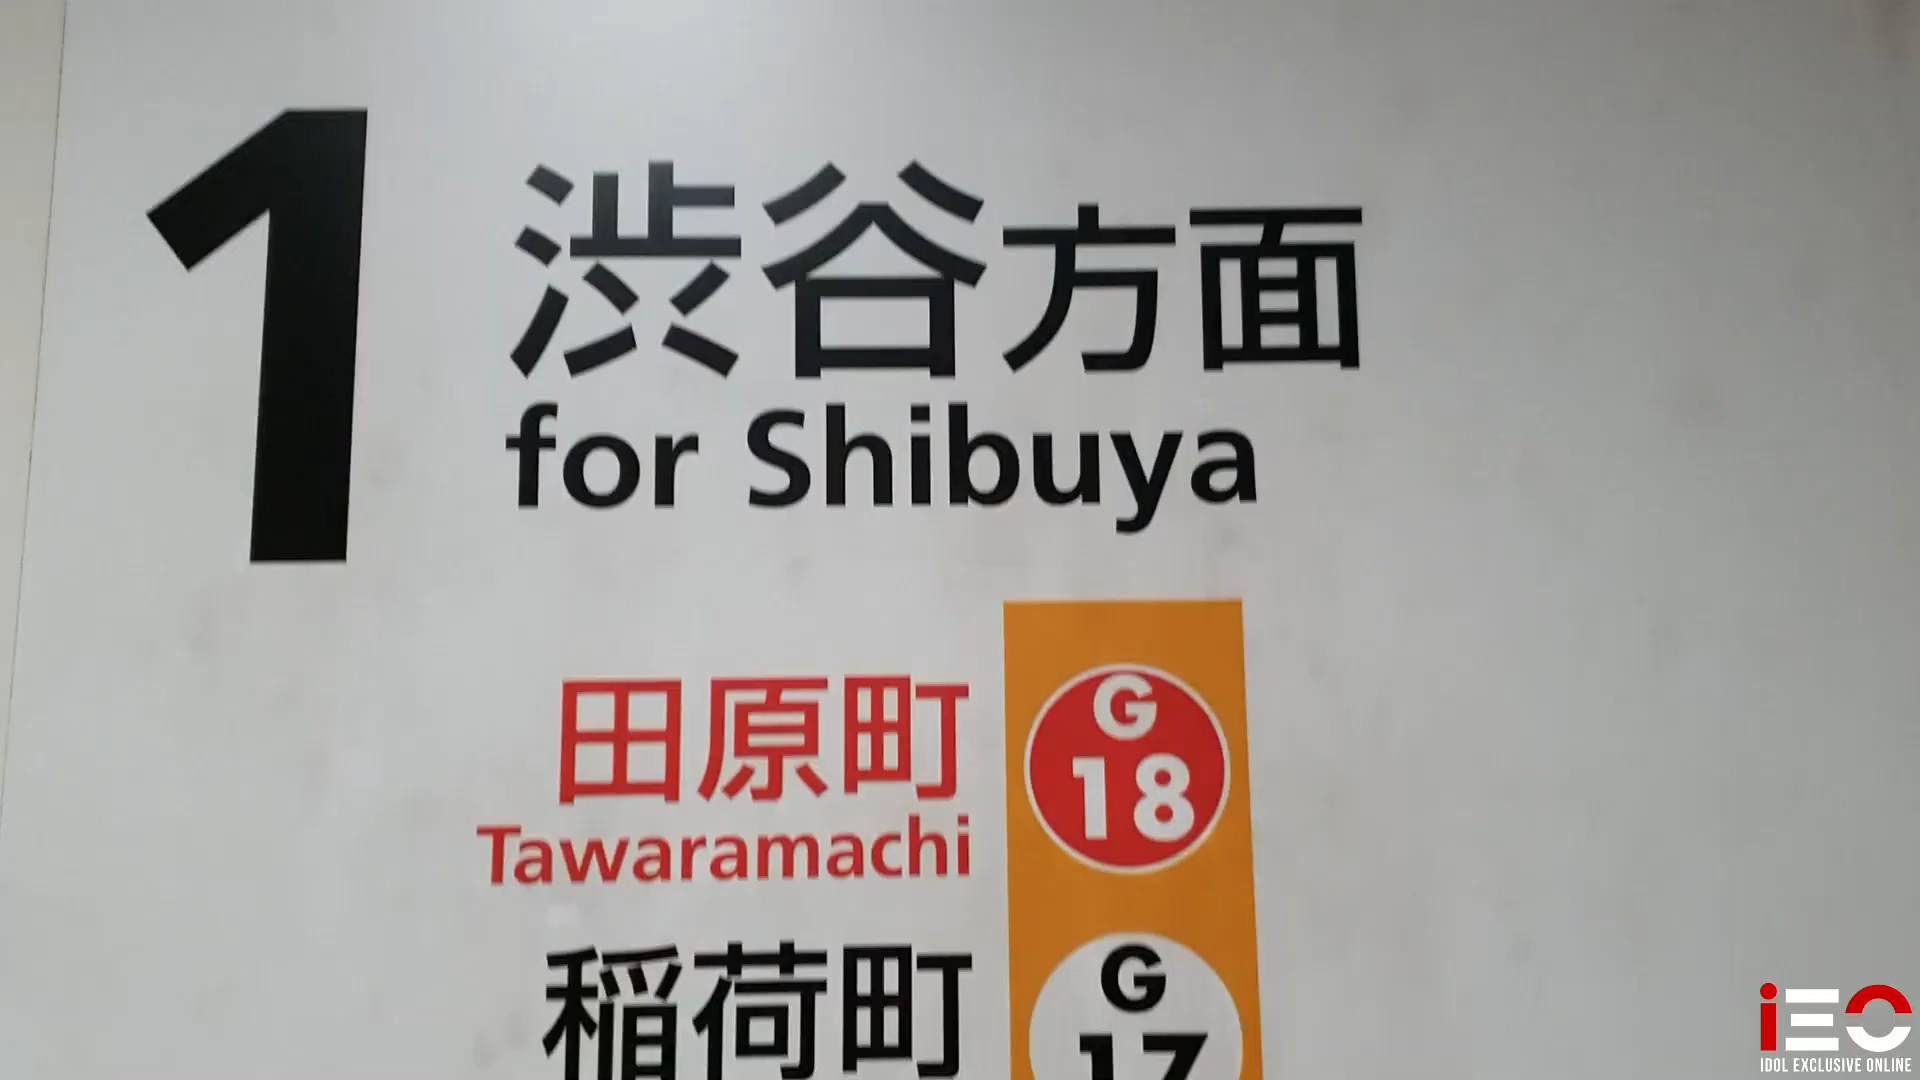 1
渋谷方面
for Shibuya
田原町
Tawaramachi
G
18
稲荷町
G
17
iEO
IDOL EXCLUSIVE ONLINE